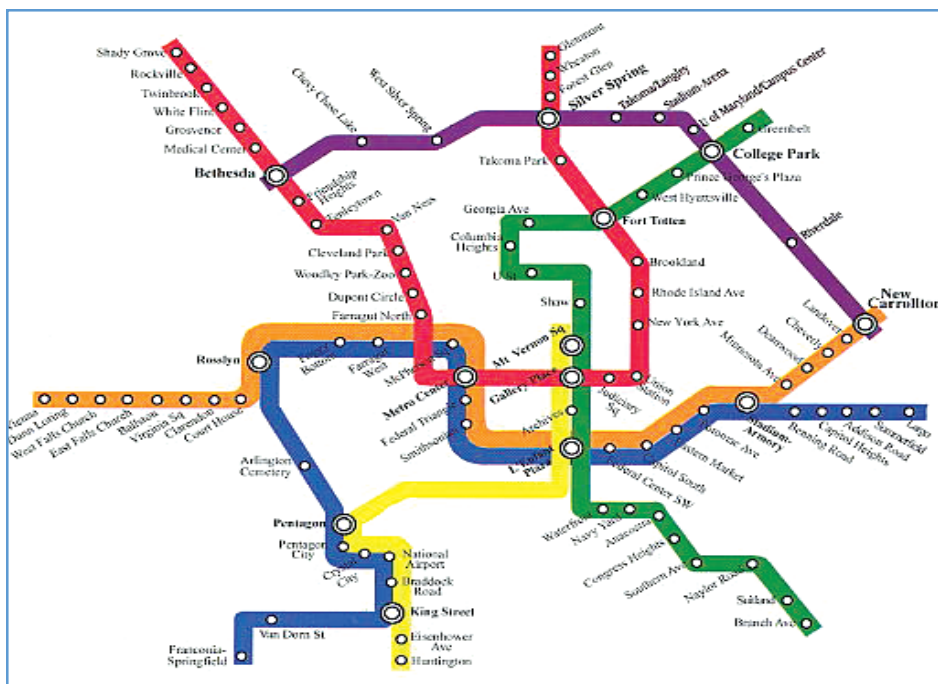 Shady Grove
Rockville
Twinbrook
White Flint
Grosvenor
Medical Center
Bethesda
Friendship
Heights
Tenleytown
Van Ness
Cleveland Park
Woodley Park-Zoo
Dupont Circle
Farragut North
Chevy Chase Lake
West Silver Spring
Glenmont
Wheaton
Forest Glen
Silver Spring
Takoma/Langley
Stadium-Arena
U of Maryland/Campus Center
Greenbelt
College Park
Prince George's Plaza
West Hyattsville
Takoma Park
Fort Totten
Georgia Ave
Columbia
Heights
U St
Shaw
Mt Vernon Sq
Brookland
Rhode Island Ave
New York Ave
Riverdale
New
Carrollton
Landover
Cheverly
Deanwood
Minnesota Ave
Rosslyn
Foggy
Bottom
Farragut
West
McPherson Sq
Metro Center
Gallery Place
Judiciary
Sq
Union
Station
Federal Triangle
Smithsonian
Archives
L'Enfant
Plaza
Federal Center SW
Capitol South
Eastern Market
Potomac Ave
Stadium-
Armory
Benning Road
Capitol Heights
Addison Road
Summerfield
Largo
Vienna
Dunn Loring
West Falls Church
East Falls Church
Ballston
Virginia Sq
Clarendon
Court House
Arlington
Cemetery
Pentagon
Pentagon
City
Crystal
City
National
Airport
Braddock
Road
King Street
Van Dorn St
Franconia-
Springfield
Eisenhower
Ave
Huntington
Waterfront
Navy Yard
Anacostia
Congress Heights
Southern Ave
Naylor Road
Suitland
Branch Ave